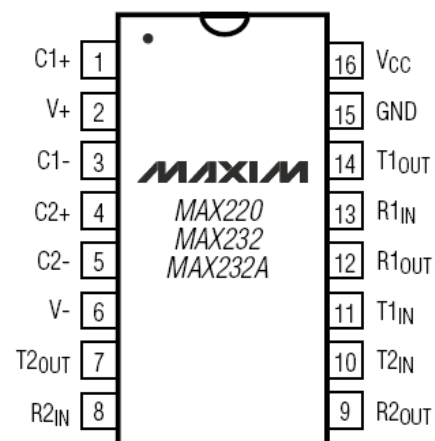 C1+ 1 16 VCC
V+ 2 15 GND
C1- 3 14 T1OUT
MAXIM
C2+ 4 MAX220 13 R1IN
MAX232
C2- 5 MAX232A 12 R1OUT
V- 6 11 T1IN
T2OUT 7 10 T2IN
R2IN 8 9 R2OUT